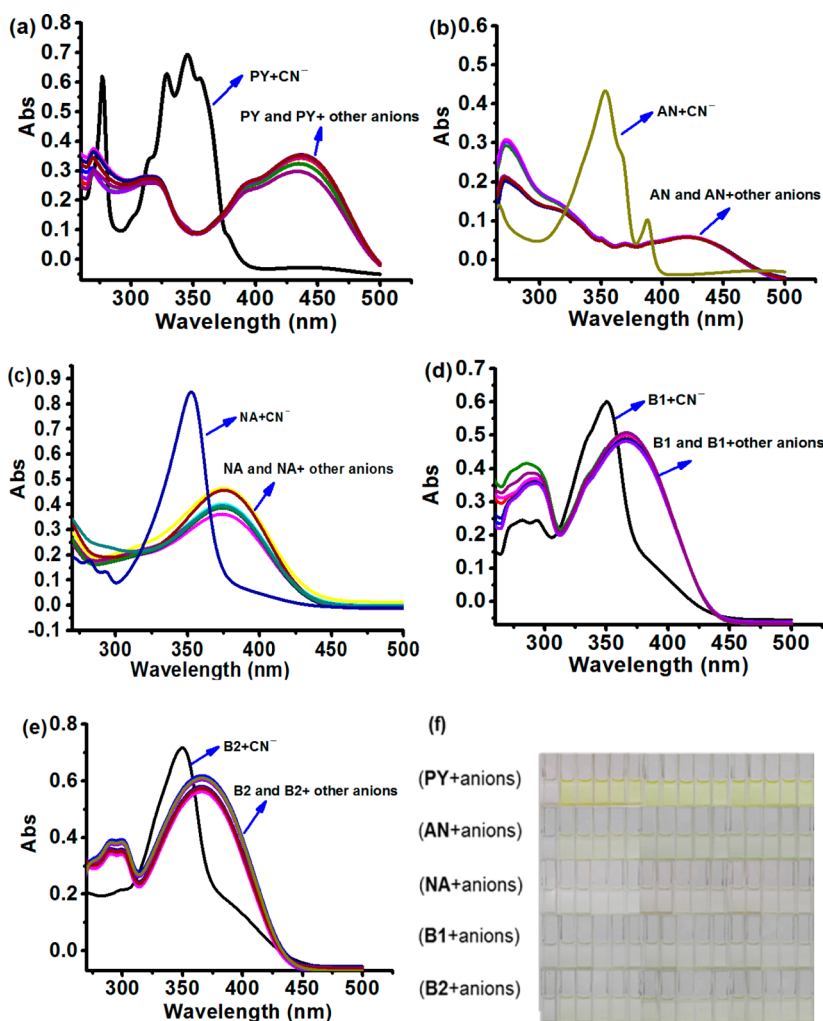 (a)
0.8
0.7
0.6
0.5
0.4
0.3
0.2
0.1
0.0
Abs
PY+CN⁻
PY and PY+ other anions
300 350 400 450 500
Wavelength (nm)
(b)
0.6
0.5
0.4
0.3
0.2
0.1
0.0
Abs
AN+CN⁻
AN and AN+other anions
300 350 400 450 500
Wavelength (nm)
(c)
0.9
0.8
0.7
0.6
0.5
0.4
0.3
0.2
0.1
0.0
-0.1
Abs
NA+CN⁻
NA and NA+ other anions
300 350 400 450 500
Wavelength (nm)
(d)
0.7
0.6
0.5
0.4
0.3
0.2
0.1
0.0
Abs
B1+CN⁻
B1 and B1+other anions
300 350 400 450 500
Wavelength (nm)
(e)
0.8
0.6
0.4
0.2
0.0
Abs
B2+CN⁻
B2 and B2+ other anions
300 350 400 450 500
Wavelength (nm)
(f)
(PY+anions)
(AN+anions)
(NA+anions)
(B1+anions)
(B2+anions)